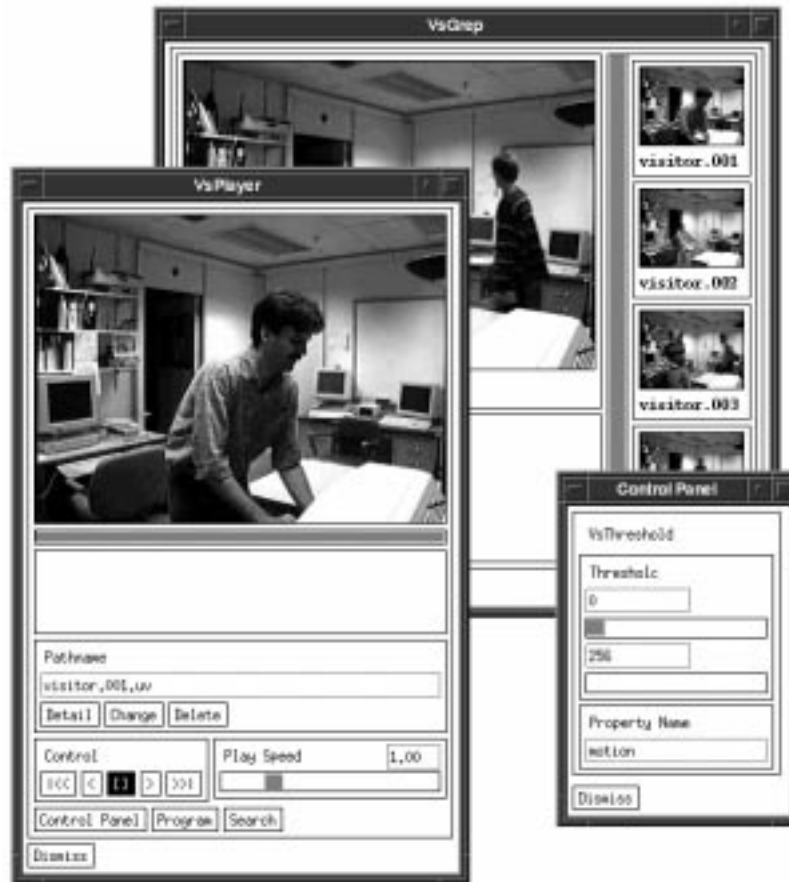 VsGrep
visitor.001
visitor.002
visitor.003
VsPlayer
Pathname
visitor.001.uv
Detail Change Delete
Control
Play Speed 1.00
|<< < [] > >>|
Control Panel Program Search
Dismiss
Control Panel
VsThreshold
Threshold
0
256
Property Name
motion
Dismiss